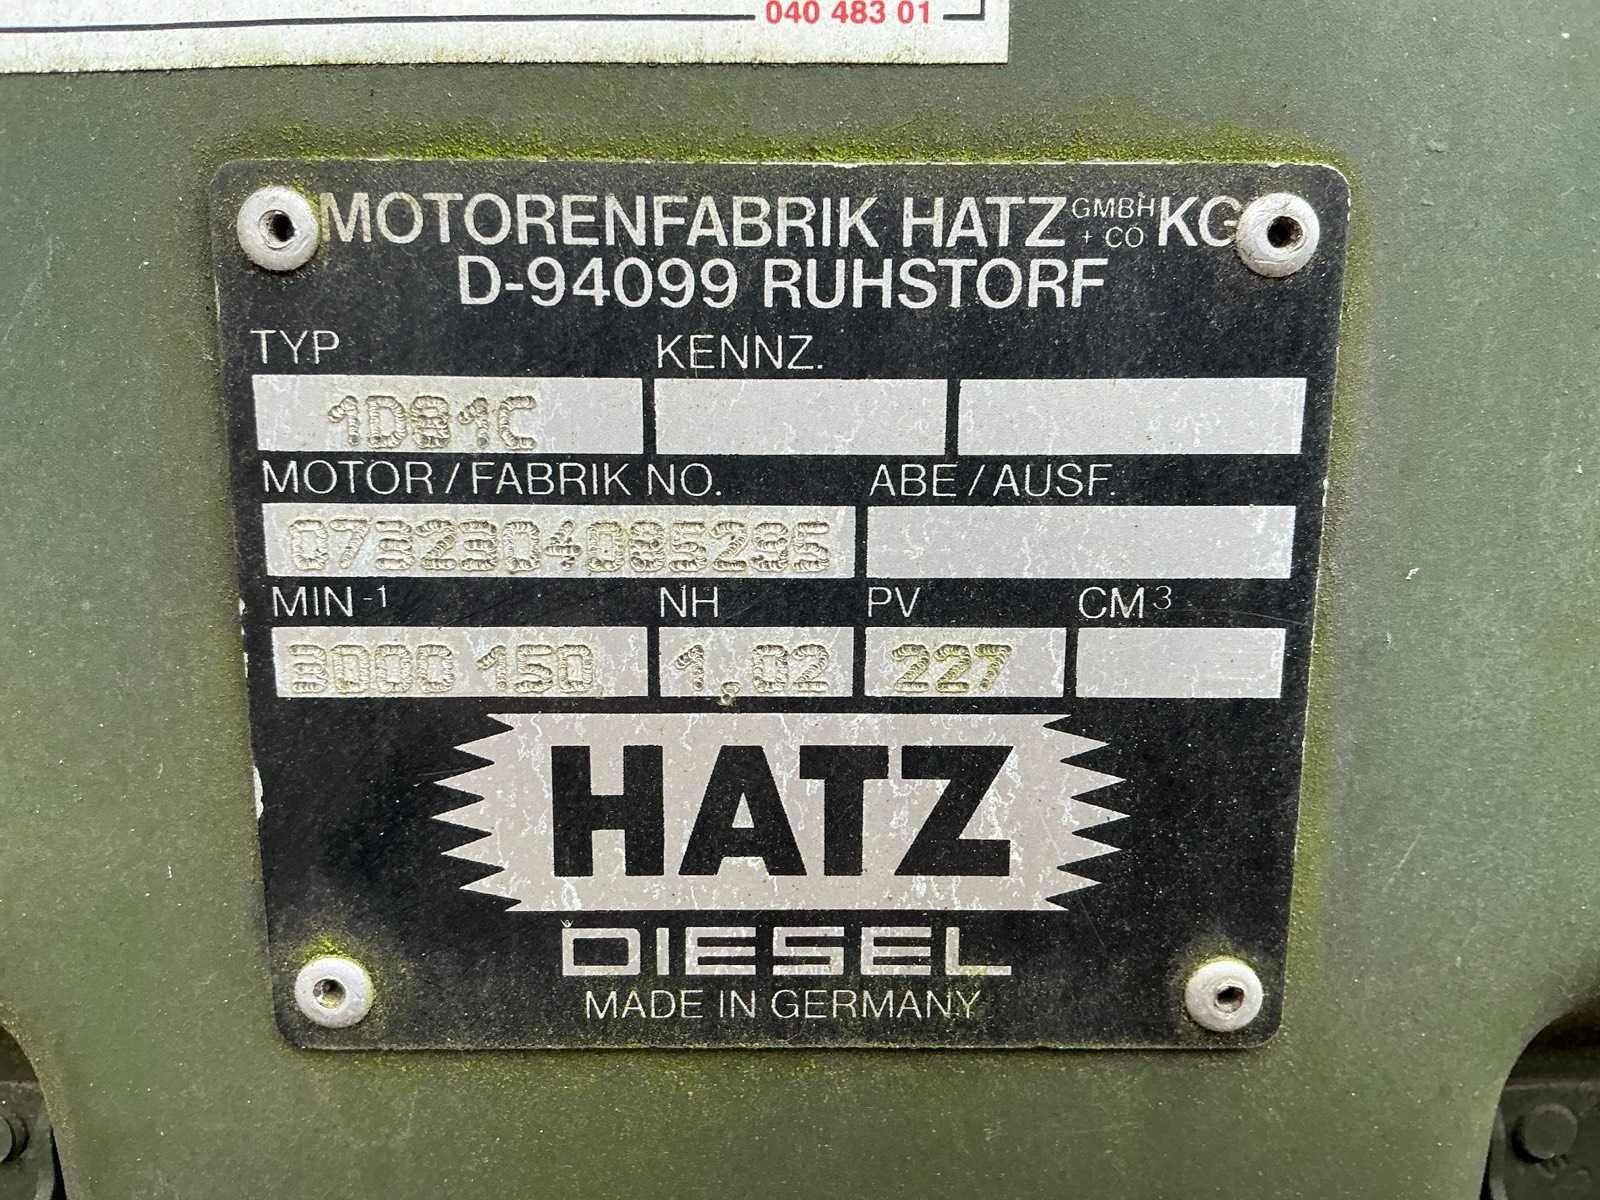 040 483 01
MOTORENFABRIK HATZ GMBH + CO KG
D-94099 RUHSTORF
TYP KENNZ.
1D81C
MOTOR/FABRIK NO. ABE/AUSF.
0732304085285
MIN-1 NH PV CM3
3000 150 1,02 227
HATZ
DIESEL
MADE IN GERMANY